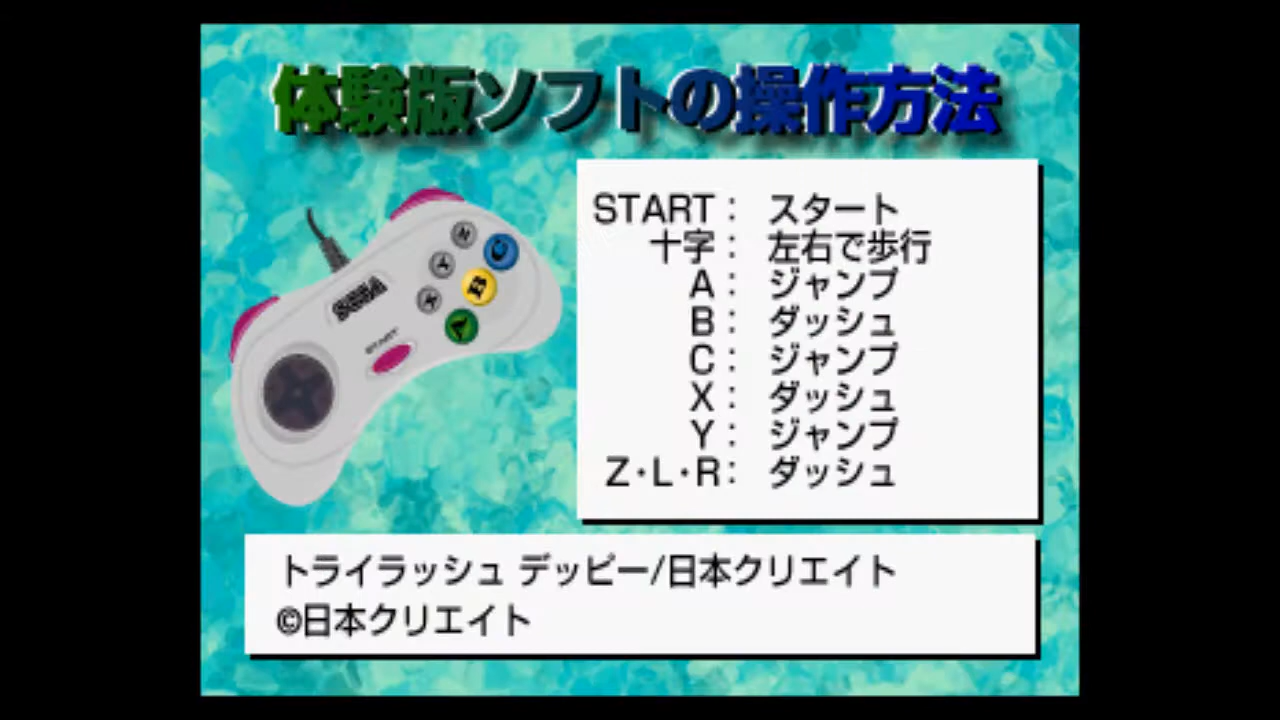 体験版ソフトの操作方法
START： スタート
十字： 左右で歩行
A： ジャンプ
B： ダッシュ
C： ジャンプ
X： ダッシュ
Y： ジャンプ
Z・L・R： ダッシュ
SEGA
START
X
Y
Z
A
B
C
トライラッシュ デッピー/日本クリエイト
©日本クリエイト